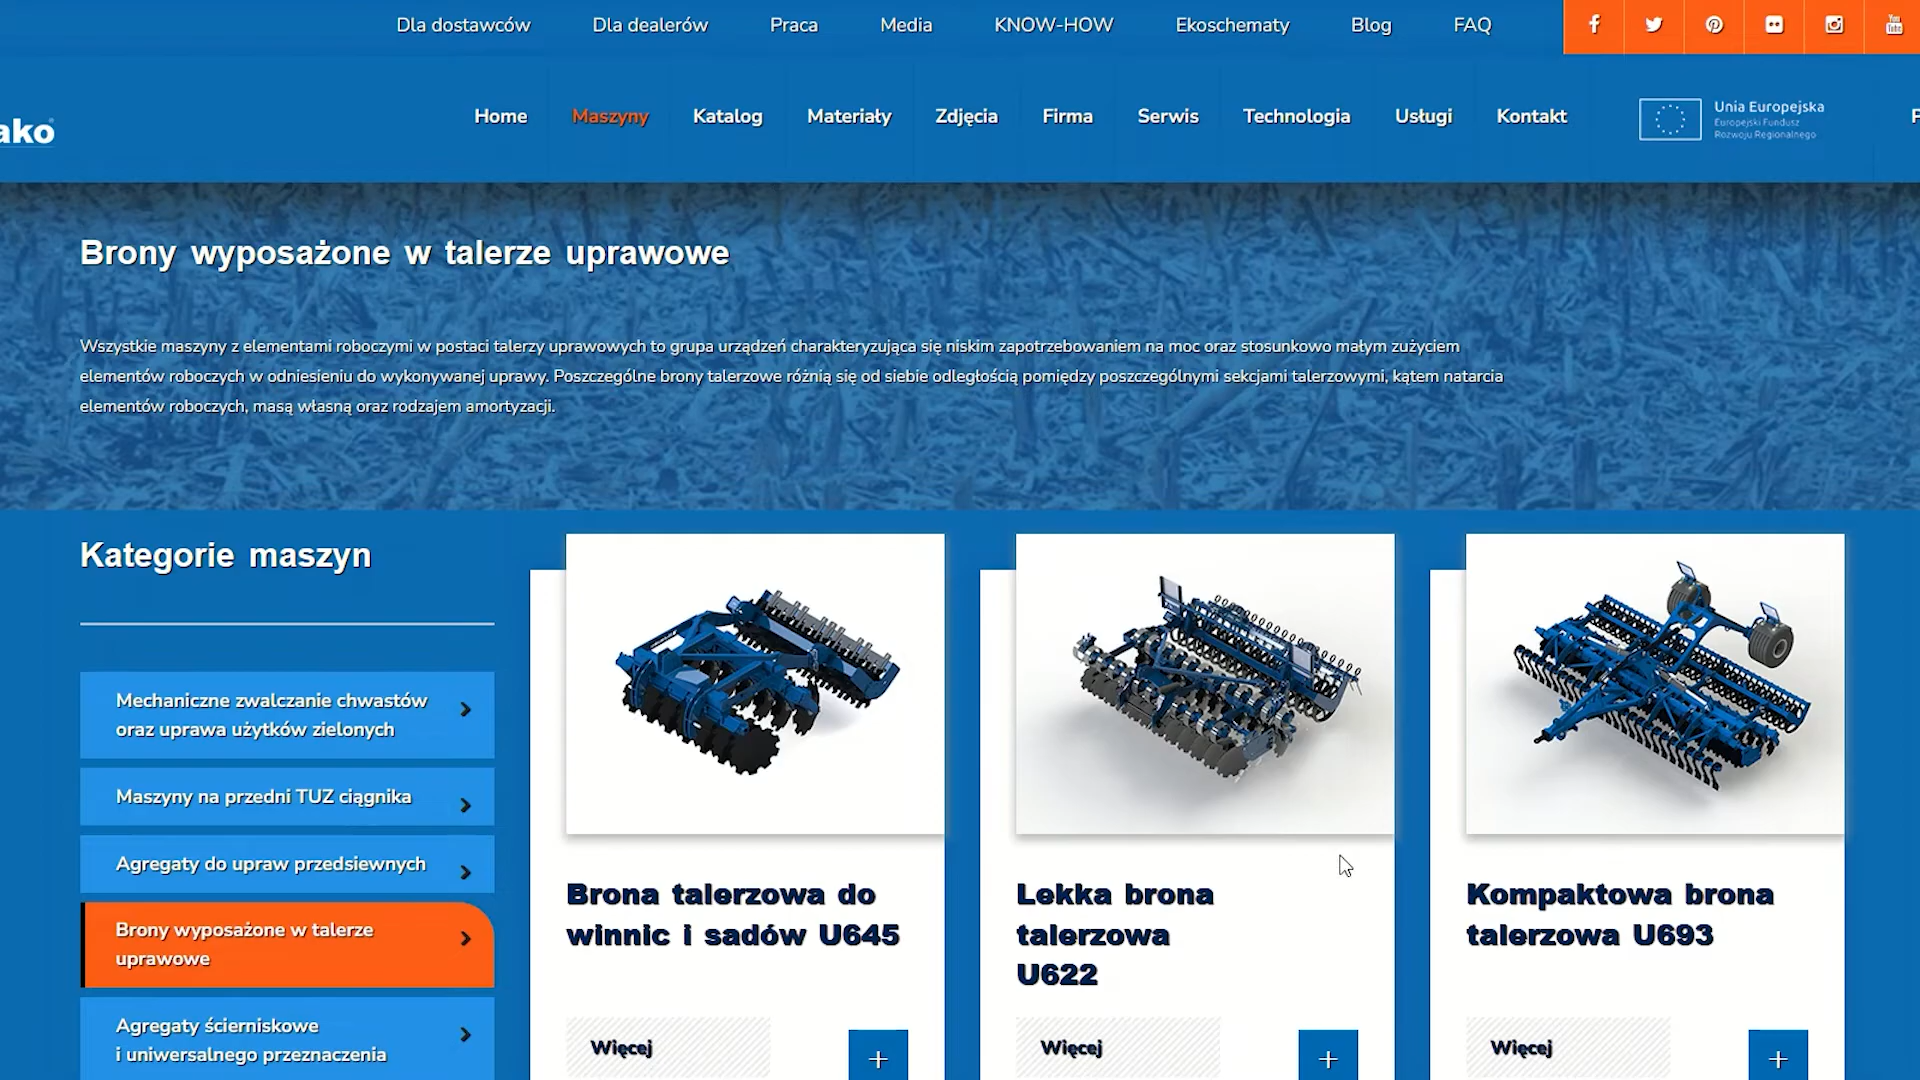 Dla dostawców Dla dealerów Praca Media KNOW-HOW Ekoschematy Blog FAQ
ako
Home Maszyny Katalog Materiały Zdjęcia Firma Serwis Technologia Usługi Kontakt
Unia Europejska
Europejski Fundusz
Rozwoju Regionalnego
Brony wyposażone w talerze uprawowe
Wszystkie maszyny z elementami roboczymi w postaci talerzy uprawowych to grupa urządzeń charakteryzująca się niskim zapotrzebowaniem na moc oraz stosunkowo małym zużyciem
elementów roboczych w odniesieniu do wykonywanej uprawy. Poszczególne brony talerzowe różnią się od siebie odległością pomiędzy poszczególnymi sekcjami talerzowymi, kątem natarcia
elementów roboczych, masą własną oraz rodzajem amortyzacji.
Kategorie maszyn
Mechaniczne zwalczanie chwastów
oraz uprawa użytków zielonych
Maszyny na przedni TUZ ciągnika
Agregaty do upraw przedsiewnych
Brony wyposażone w talerze
uprawowe
Agregaty ścierniskowe
i uniwersalnego przeznaczenia
Brona talerzowa do
winnic i sadów U645
Więcej
+
Lekka brona
talerzowa
U622
Więcej
+
Kompaktowa brona
talerzowa U693
Więcej
+